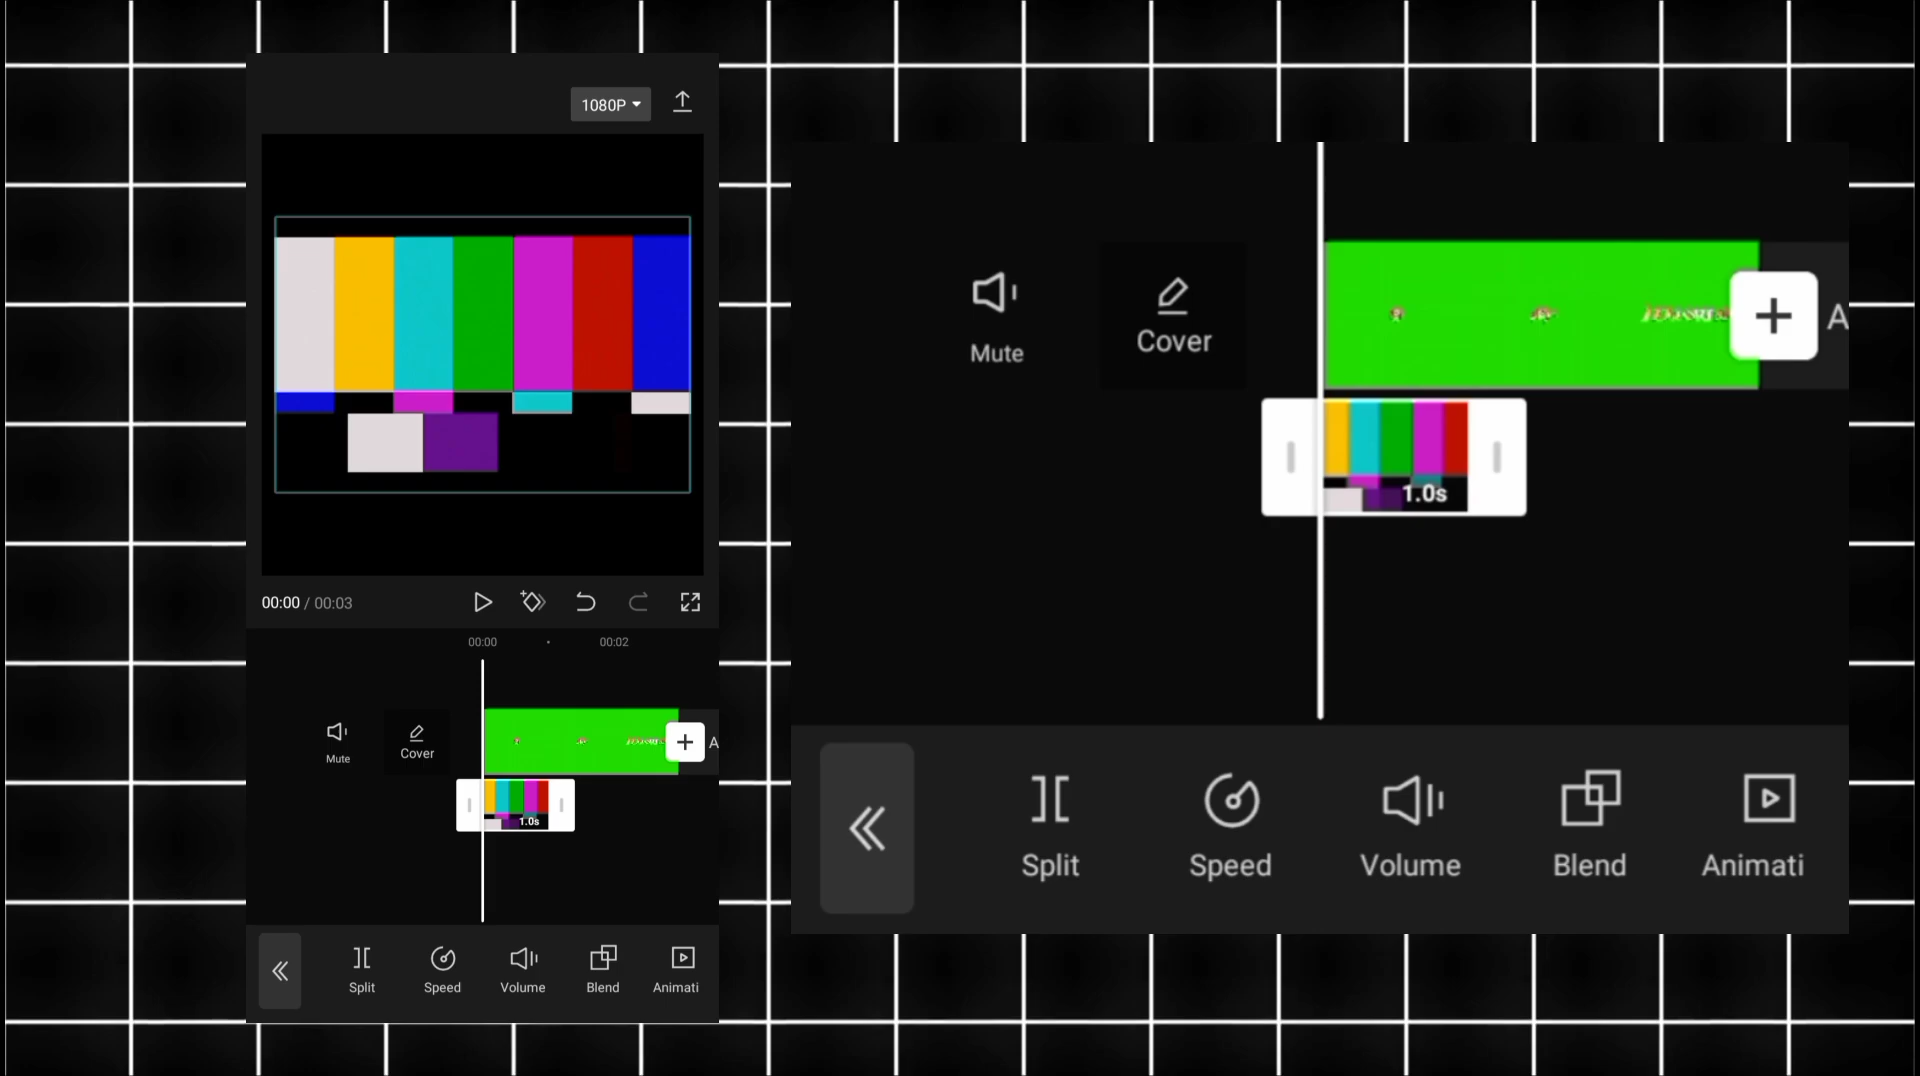 1080P
00:00 / 00:03
00:00
00:02
Mute
Cover
A
1.0s
Split
Speed
Volume
Blend
Animati
Mute
Cover
A
1.0s
Split
Speed
Volume
Blend
Animati